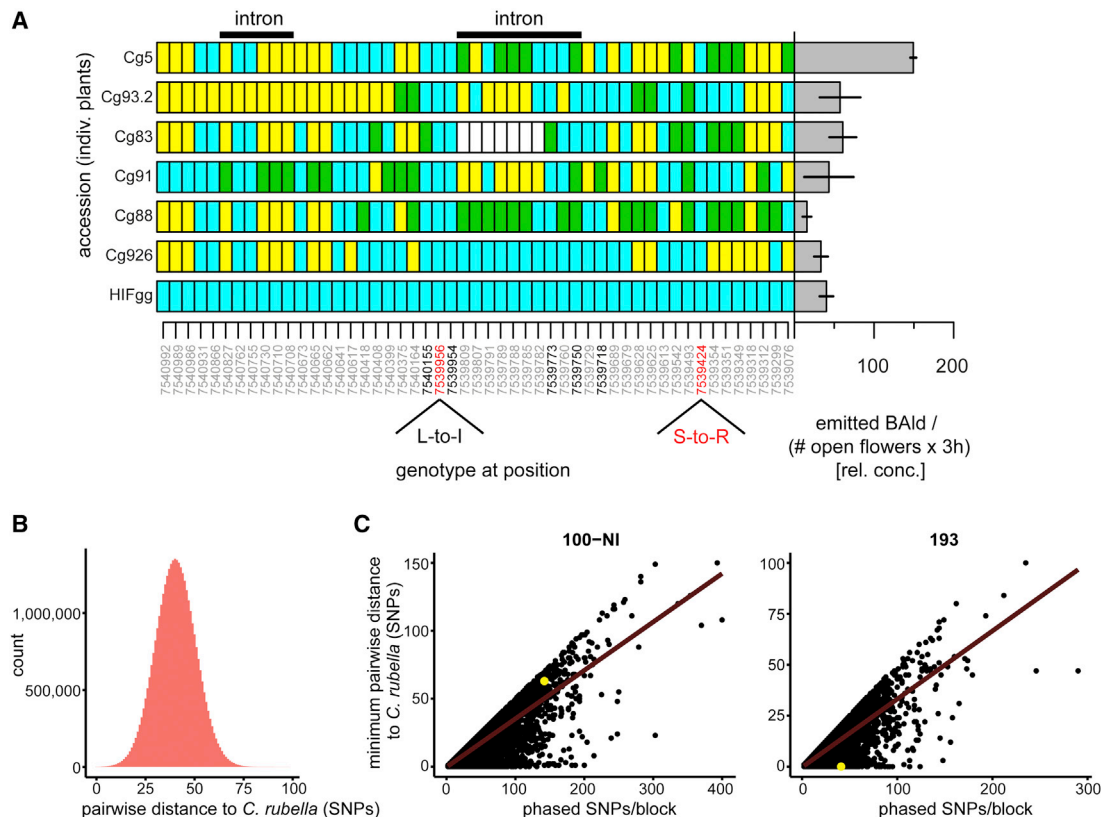 A
intron
intron
accession (indiv. plants)
Cg5
Cg93.2
Cg83
Cg91
Cg88
Cg926
HIFgg
7540992
7540989
7540986
7540931
7540866
7540827
7540762
7540755
7540730
7540710
7540708
7540673
7540665
7540662
7540641
7540617
7540418
7540408
7540399
7540375
7540164
7540155
7539956
7539954
7539809
7539807
7539791
7539789
7539788
7539785
7539782
7539773
7539760
7539750
7539729
7539718
7539689
7539679
7539628
7539625
7539613
7539542
7539493
7539424
7539354
7539351
7539349
7539318
7539312
7539299
7539076
100
200
L-to-I
S-to-R
genotype at position
emitted BAld /
(# open flowers x 3h)
[rel. conc.]
B
count
1,000,000
500,000
0
0 25 50 75 100
pairwise distance to C. rubella (SNPs)
C
100−NI
minimum pairwise distance
to C. rubella (SNPs)
150
100
50
0
0 100 200 300 400
phased SNPs/block
193
100
75
50
25
0
0 100 200 300
phased SNPs/block